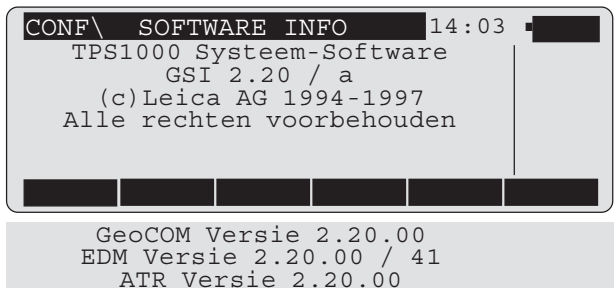 CONF\ SOFTWARE INFO 14:03
TPS1000 Systeem-Software
GSI 2.20 / a
(c)Leica AG 1994-1997
Alle rechten voorbehouden
GeoCOM Versie 2.20.00
EDM Versie 2.20.00 / 41
ATR Versie 2.20.00